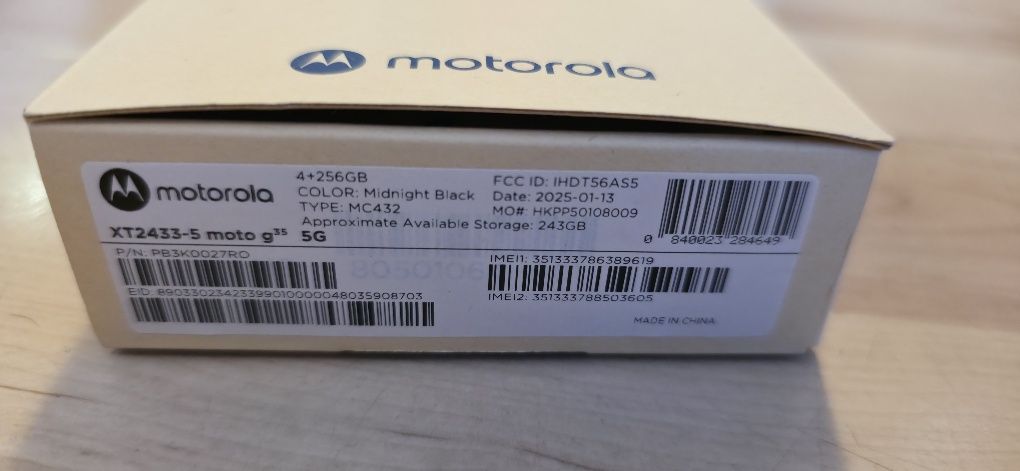 motorola
motorola
4+256GB
COLOR: Midnight Black
TYPE: MC432
Approximate Available Storage: 243GB
FCC ID: IHDT56AS5
Date: 2025-01-13
MO#: HKPP50108009
0 840023 284649
XT2433-5 moto g³⁵ 5G
P/N: PB3K0027RO
EID: 89033023423399010000048035908703
IMEI1: 351333786389619
IMEI2: 351333788503605
MADE IN CHINA